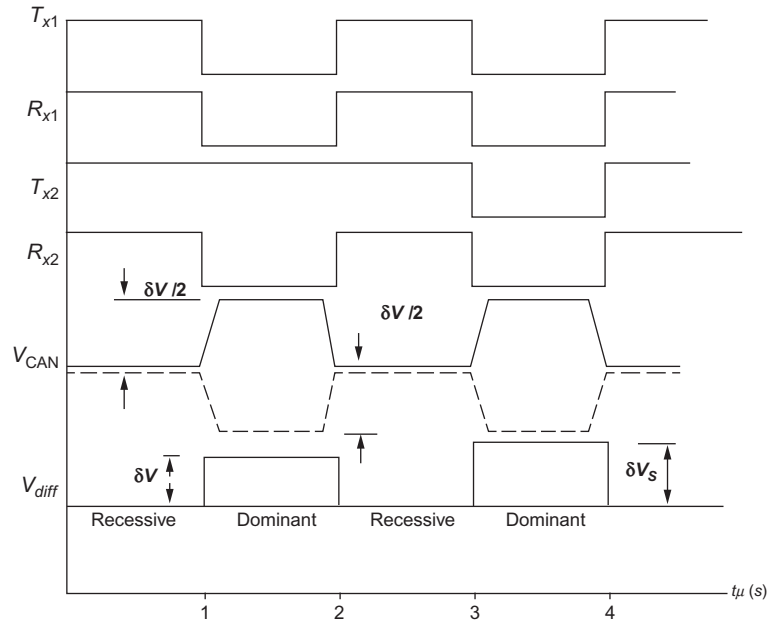 Tx1
Rx1
Tx2
Rx2
δV/2
δV/2
VCAN
δV
δVS
Vdiff
Recessive Dominant Recessive Dominant
tμ (s)
1 2 3 4